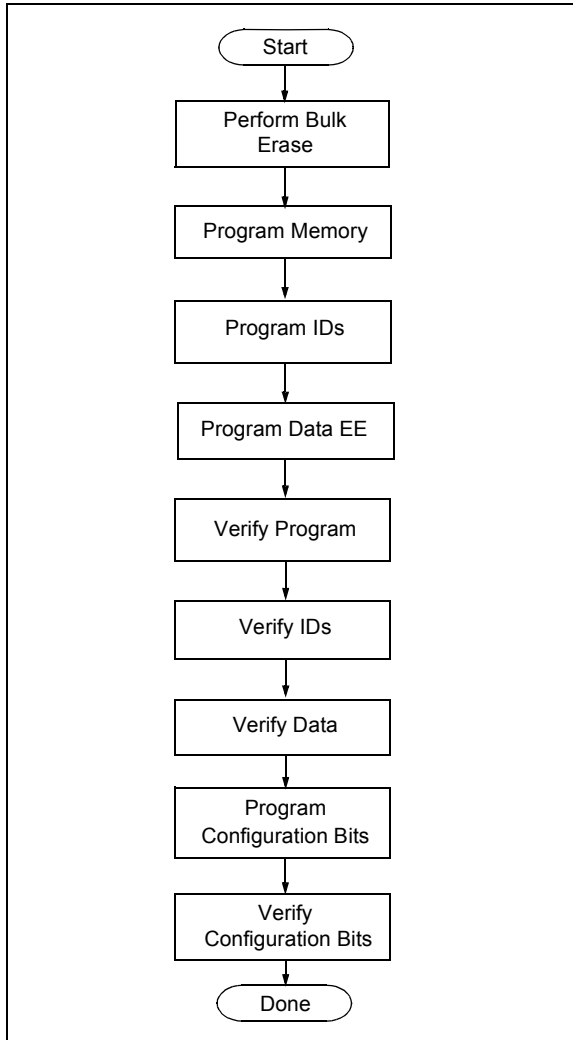 Start
Perform Bulk
Erase
Program Memory
Program IDs
Program Data EE
Verify Program
Verify IDs
Verify Data
Program
Configuration Bits
Verify
Configuration Bits
Done